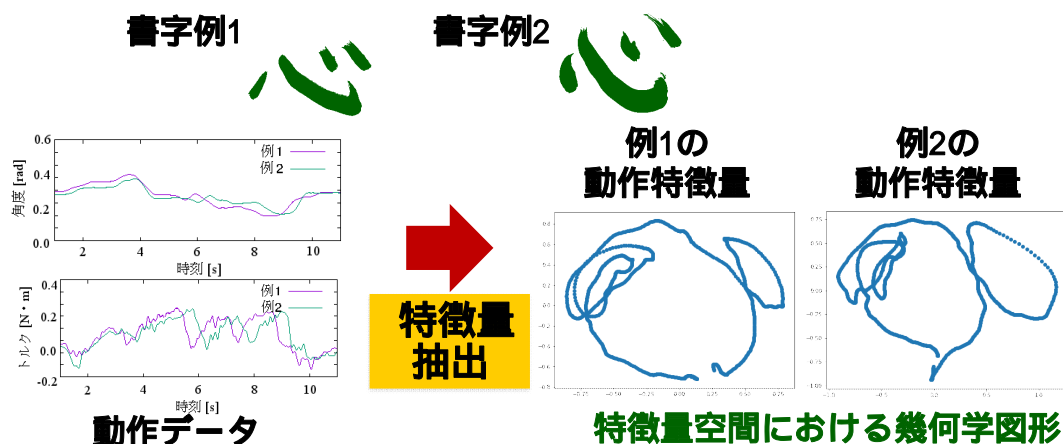 書字例1
書字例2
心
心
0.6
0.4
0.2
0.0
角度 [rad]
例1
例2
2
4
6
8
10
時刻 [s]
0.4
0.2
0.0
-0.2
トルク [N・m]
例1
例2
2
4
6
8
10
時刻 [s]
動作データ
特徴量
抽出
例1の
動作特徴量
例2の
動作特徴量
特徴量空間における幾何学図形